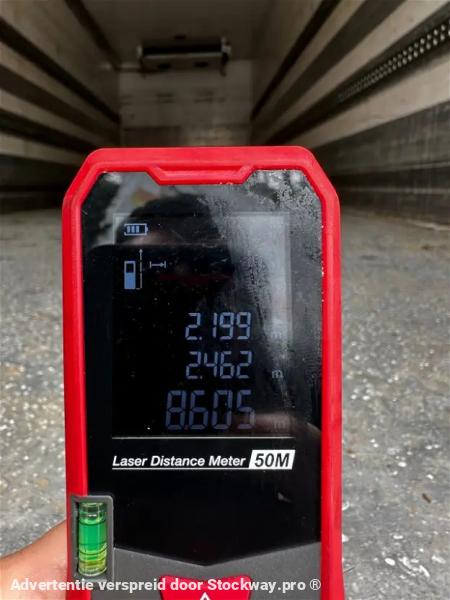 2.199 m
2.462 m
8.605 m
Laser Distance Meter 50M
Advertentie verspreid door Stockway.pro ®